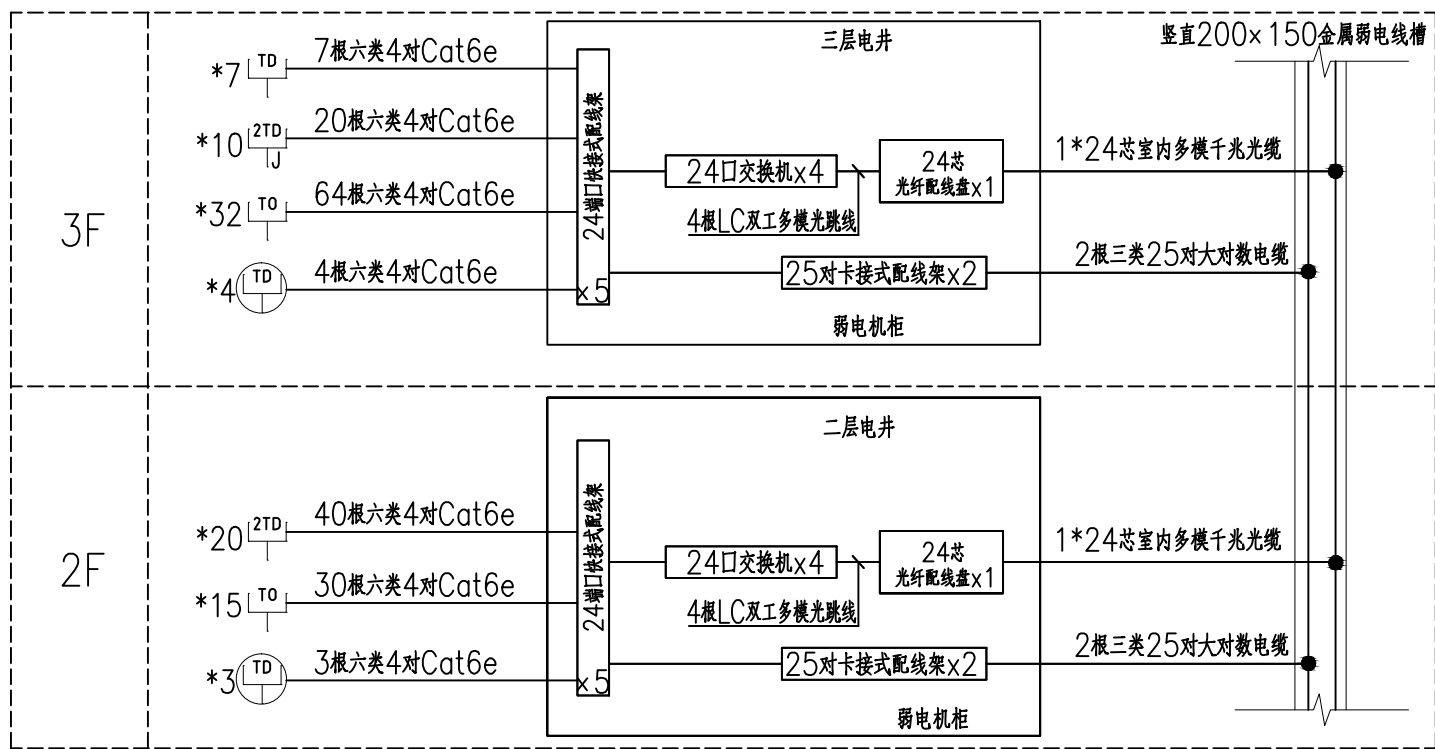 竖直200×150金属弱电线槽
3F
三层电井
*7 TD 7根六类4对Cat6e
*10 2TD J 20根六类4对Cat6e
*32 TO 64根六类4对Cat6e
*4 TD 4根六类4对Cat6e
24端口快接式配线架
x5
24口交换机x4
4根LC双工多模光跳线
24芯
光纤配线盘x1
1*24芯室内多模千兆光缆
25对卡接式配线架x2
2根三类25对大对数电缆
弱电机柜
2F
二层电井
*20 2TD 40根六类4对Cat6e
*15 TO 30根六类4对Cat6e
*3 TD 3根六类4对Cat6e
24端口快接式配线架
x5
24口交换机x4
4根LC双工多模光跳线
24芯
光纤配线盘x1
1*24芯室内多模千兆光缆
25对卡接式配线架x2
2根三类25对大对数电缆
弱电机柜